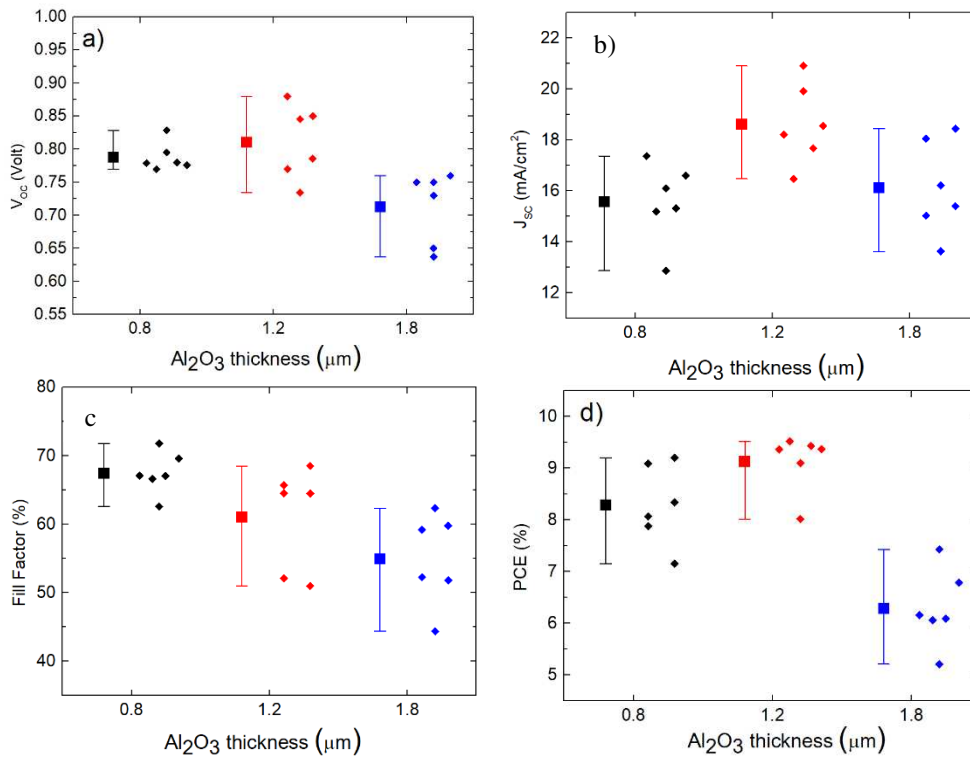 a)
1.00
0.95
0.90
0.85
0.80
0.75
0.70
0.65
0.60
0.55
V_OC (Volt)
0.8 1.2 1.8
Al₂O₃ thickness (μm)
b)
22
20
18
16
14
12
J_SC (mA/cm²)
0.8 1.2 1.8
Al₂O₃ thickness (μm)
c
80
70
60
50
40
Fill Factor (%)
0.8 1.2 1.8
Al₂O₃ thickness (μm)
d)
10
9
8
7
6
5
PCE (%)
0.8 1.2 1.8
Al₂O₃ thickness (μm)